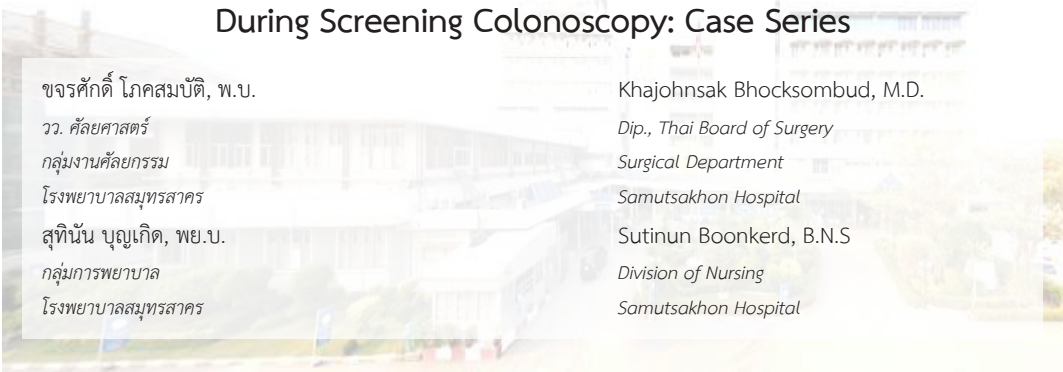 During Screening Colonoscopy: Case Series
ขจรศักดิ์ โภคสมบัติ, พ.บ.
วว. ศัลยศาสตร์
กลุ่มงานศัลยกรรม
โรงพยาบาลสมุทรสาคร
สุทินัน บุญเกิด, พย.บ.
กลุ่มการพยาบาล
โรงพยาบาลสมุทรสาคร
Khajohnsak Bhocksombud, M.D.
Dip., Thai Board of Surgery
Surgical Department
Samutsakhon Hospital
Sutinun Boonkerd, B.N.S
Division of Nursing
Samutsakhon Hospital